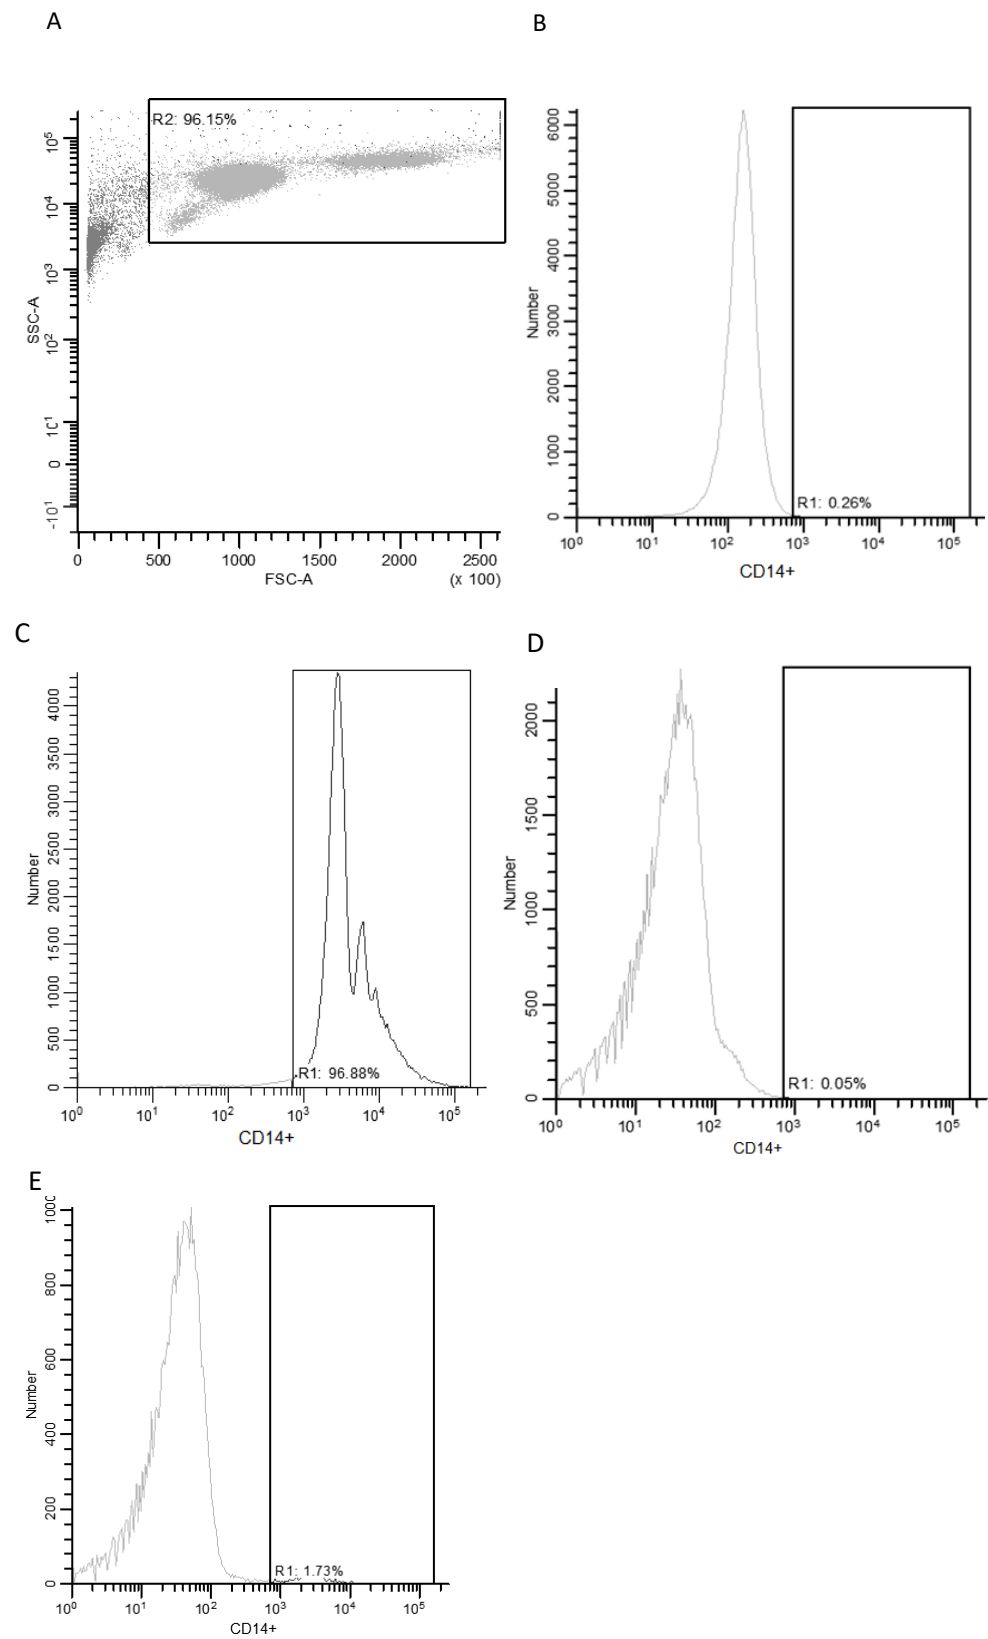 A
R2: 96.15%
10^5
10^4
10^3
10^2
10^1
0
-10^1
SSC-A
0 500 1000 1500 2000 2500
FSC-A (x 100)
B
6000
5000
4000
3000
2000
1000
0
Number
R1: 0.26%
10^0 10^1 10^2 10^3 10^4 10^5
CD14+
C
4000
3500
3000
2500
2000
1500
1000
500
0
Number
R1: 96.88%
10^0 10^1 10^2 10^3 10^4 10^5
CD14+
D
2000
1500
1000
500
0
Number
R1: 0.05%
10^0 10^1 10^2 10^3 10^4 10^5
CD14+
E
800
600
400
200
0
Number
R1: 1.73%
10^0 10^1 10^2 10^3 10^4 10^5
CD14+